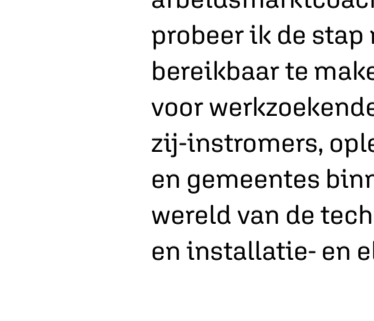 arbeidsmarktcoach
probeer ik de stap
bereikbaar te make
voor werkzoekende
zij-instromers, ople
en gemeentes binn
wereld van de tech
en installatie- en e